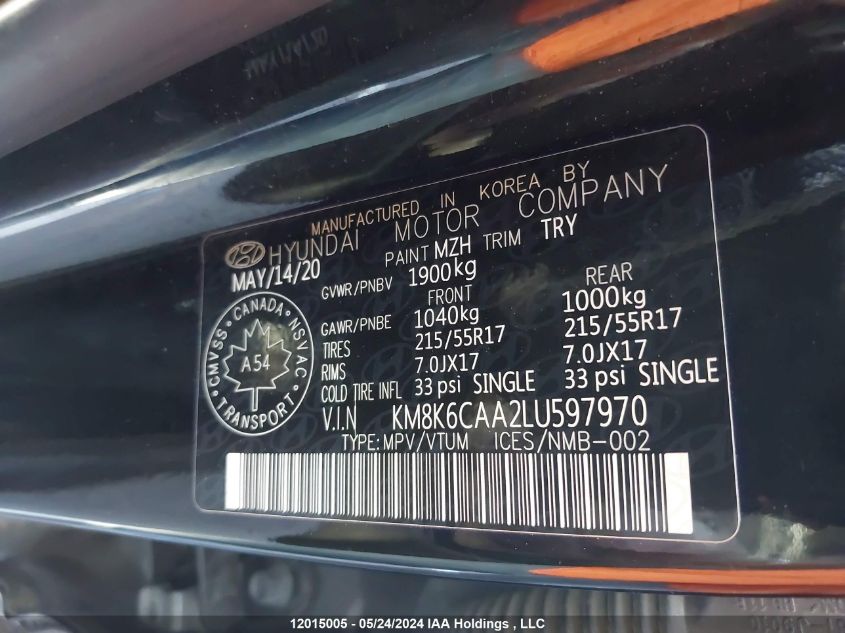 MANUFACTURED IN KOREA BY
HYUNDAI MOTOR COMPANY
MAY/14/20 PAINT MZH TRIM TRY
GVWR/PNBV 1900kg
FRONT REAR
GAWR/PNBE 1040kg 1000kg
TIRES 215/55R17 215/55R17
RIMS 7.0JX17 7.0JX17
COLD TIRE INFL 33 psi SINGLE 33 psi SINGLE
V.I.N KM8K6CAA2LU597970
TYPE:MPV/VTUM ICES/NMB-002
CMVSS • CANADA • NSVAC
A54
• TRANSPORT •
12015005 - 05/24/2024 IAA Holdings , LLC